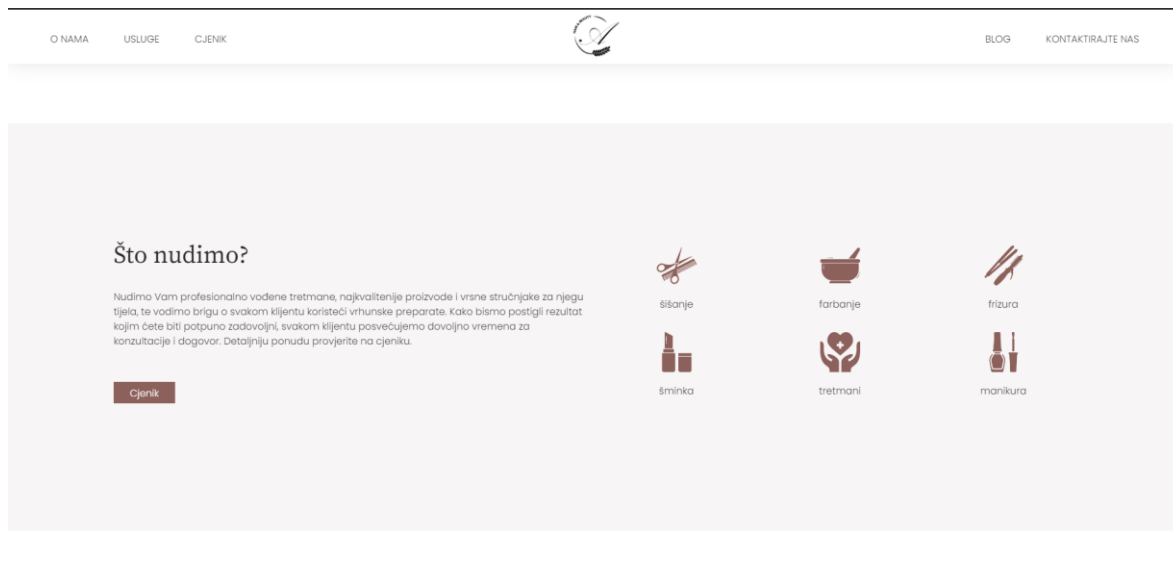 O NAMA USLUGE CJENIK BLOG KONTAKTIRAJTE NAS
Što nudimo?
Nudimo Vam profesionalno vođene tretmane, najkvalitenije proizvode i vrsne stručnjake za njegu
tijela, te vodimo brigu o svakom klijentu koristeći vrhunske preparate. Kako bismo postigli rezultat
kojim ćete biti potpuno zadovoljni, svakom klijentu posvećujemo dovoljno vremena za
konzultacije i dogovor. Detaljniju ponudu provjerite na cjeniku.
Cjenik
šišanje farbanje frizura
šminka tretmani manikura